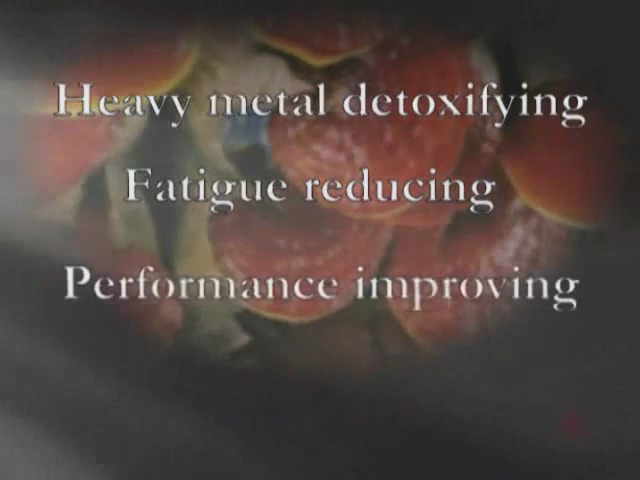 Heavy metal detoxifying
Fatigue reducing
Performance improving